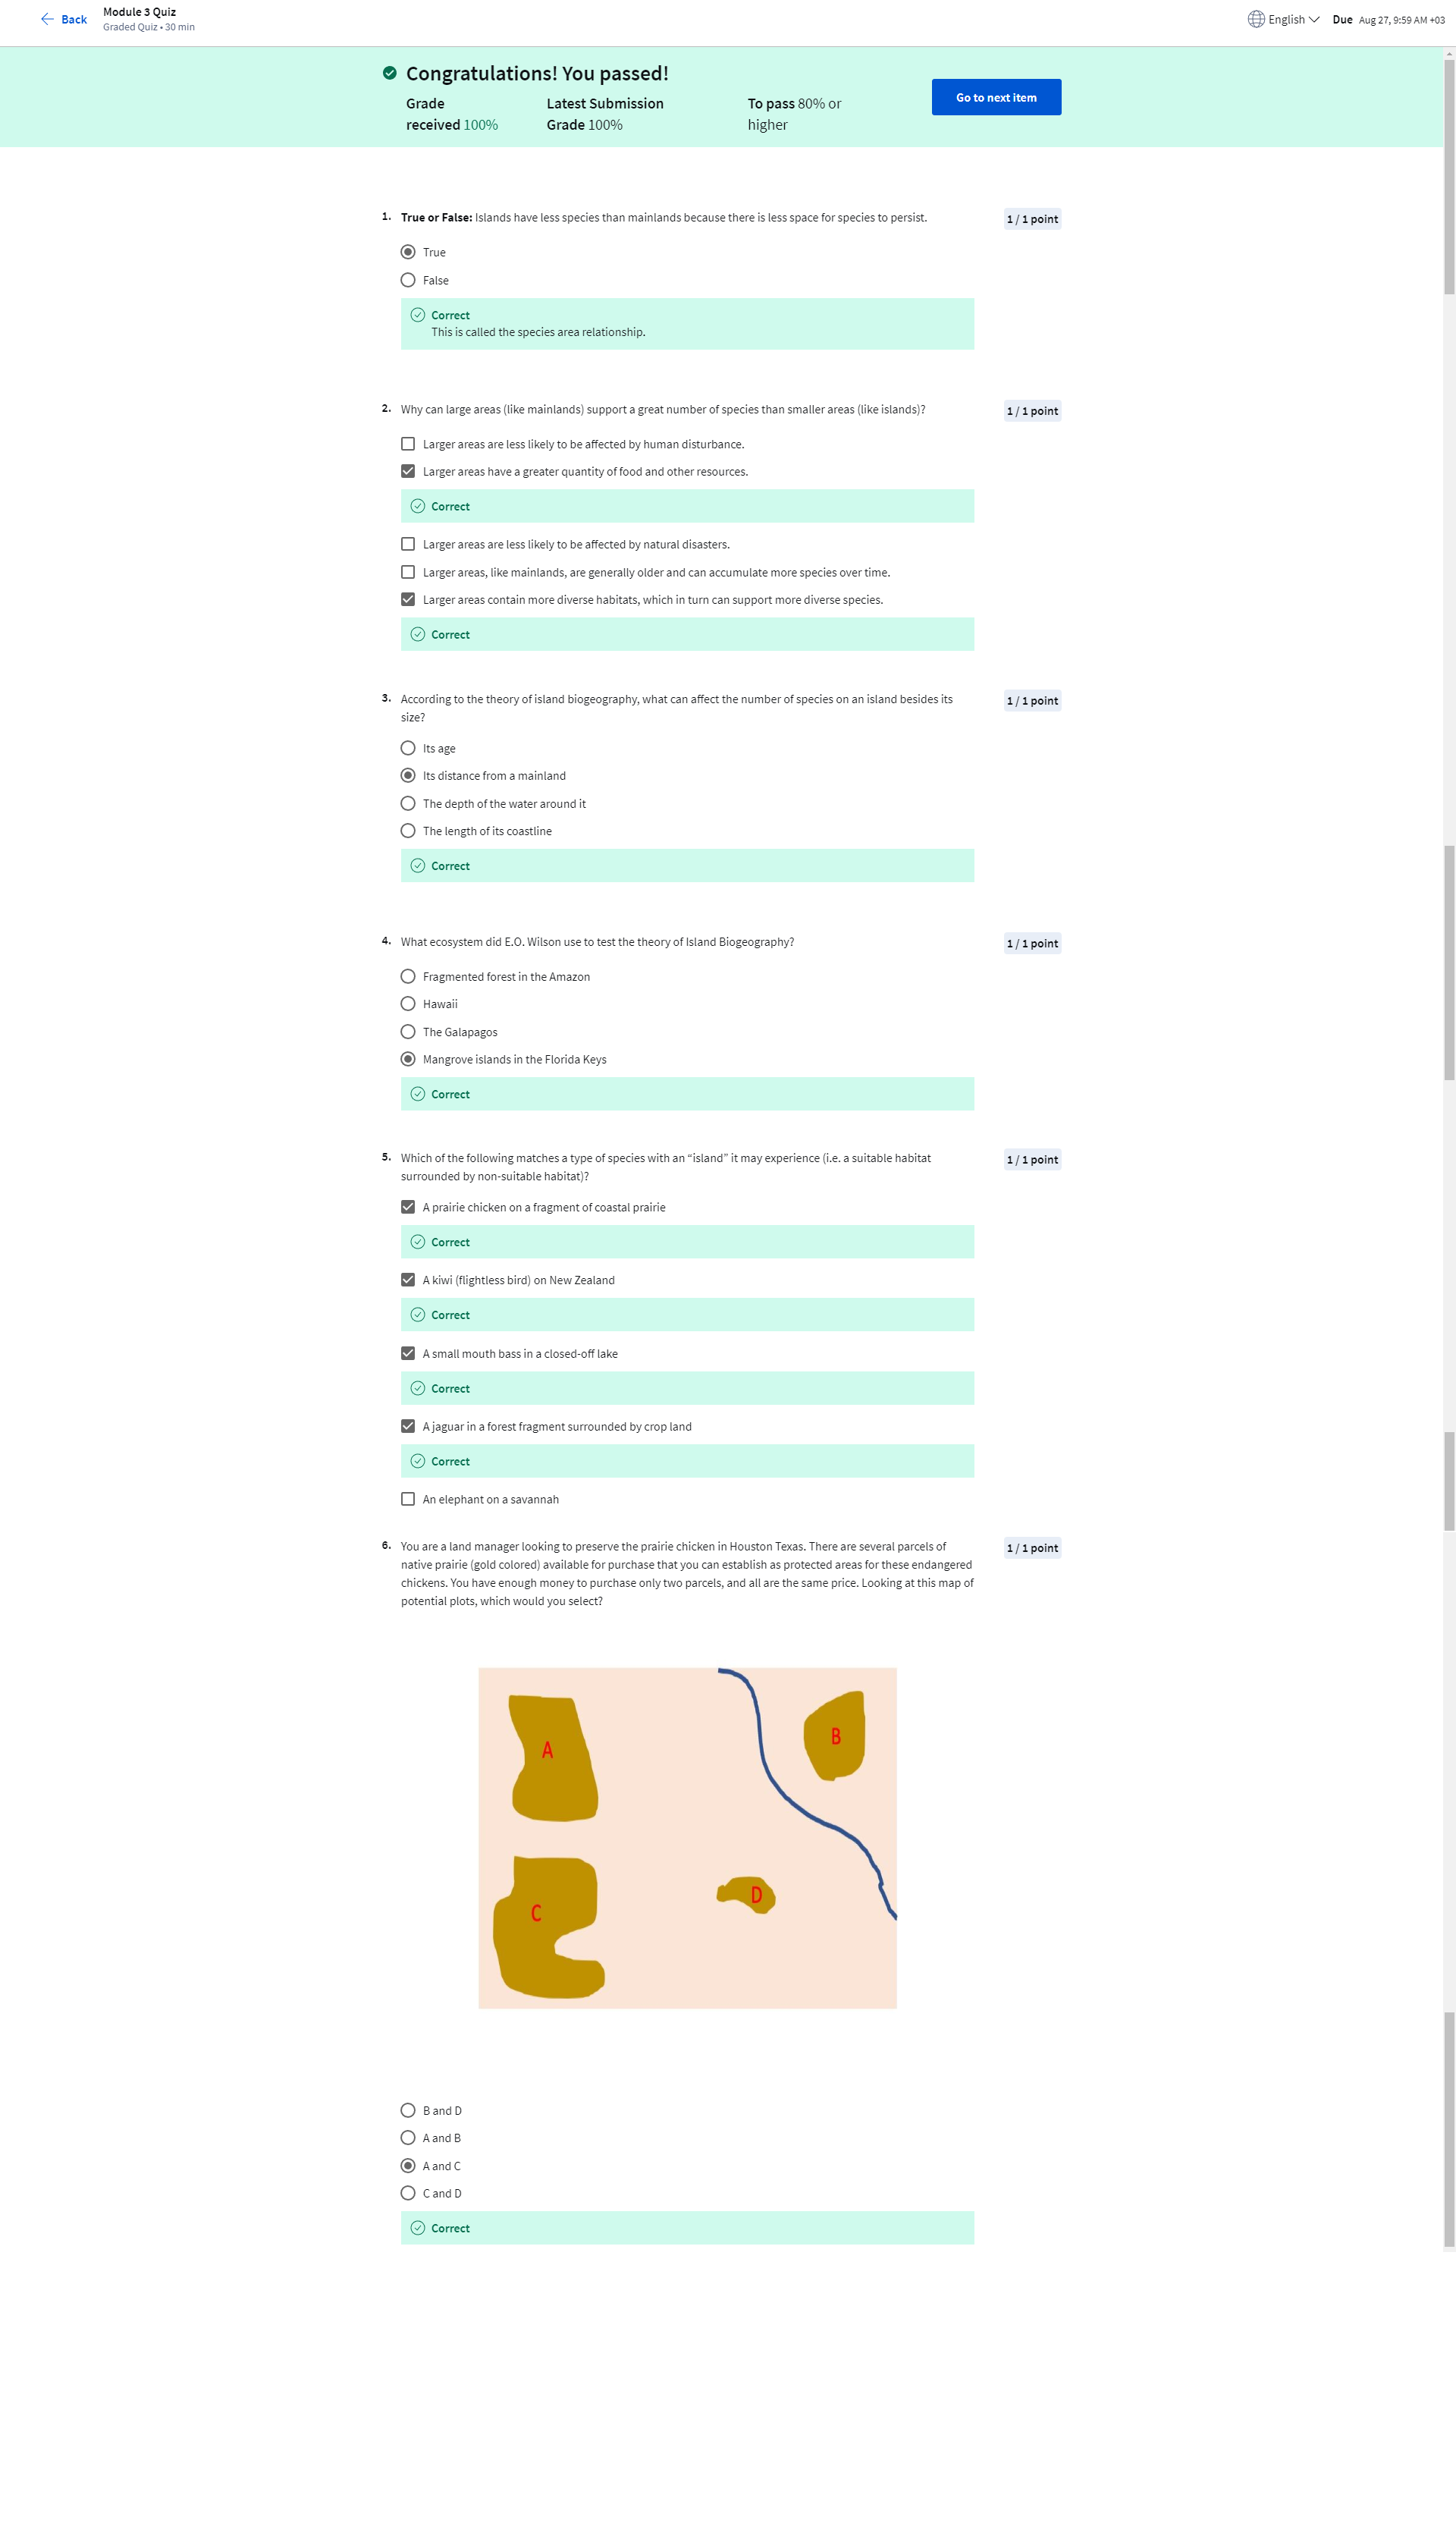 Back
Module 3 Quiz
Graded Quiz • 30 min
English
Due Aug 27, 9:59 AM +03
Congratulations! You passed!
Grade received 100%
Latest Submission Grade 100%
To pass 80% or higher
Go to next item
1. True or False: Islands have less species than mainlands because there is less space for species to persist.
1 / 1 point
True
False
Correct
This is called the species area relationship.
2. Why can large areas (like mainlands) support a great number of species than smaller areas (like islands)?
1 / 1 point
Larger areas are less likely to be affected by human disturbance.
Larger areas have a greater quantity of food and other resources.
Correct
Larger areas are less likely to be affected by natural disasters.
Larger areas, like mainlands, are generally older and can accumulate more species over time.
Larger areas contain more diverse habitats, which in turn can support more diverse species.
Correct
3. According to the theory of island biogeography, what can affect the number of species on an island besides its
size?
1 / 1 point
Its age
Its distance from a mainland
The depth of the water around it
The length of its coastline
Correct
4. What ecosystem did E.O. Wilson use to test the theory of Island Biogeography?
1 / 1 point
Fragmented forest in the Amazon
Hawaii
The Galapagos
Mangrove islands in the Florida Keys
Correct
5. Which of the following matches a type of species with an “island” it may experience (i.e. a suitable habitat
surrounded by non-suitable habitat)?
1 / 1 point
A prairie chicken on a fragment of coastal prairie
Correct
A kiwi (flightless bird) on New Zealand
Correct
A small mouth bass in a closed-off lake
Correct
A jaguar in a forest fragment surrounded by crop land
Correct
An elephant on a savannah
6. You are a land manager looking to preserve the prairie chicken in Houston Texas. There are several parcels of
native prairie (gold colored) available for purchase that you can establish as protected areas for these endangered
chickens. You have enough money to purchase only two parcels, and all are the same price. Looking at this map of
potential plots, which would you select?
1 / 1 point
A
B
C
D
B and D
A and B
A and C
C and D
Correct